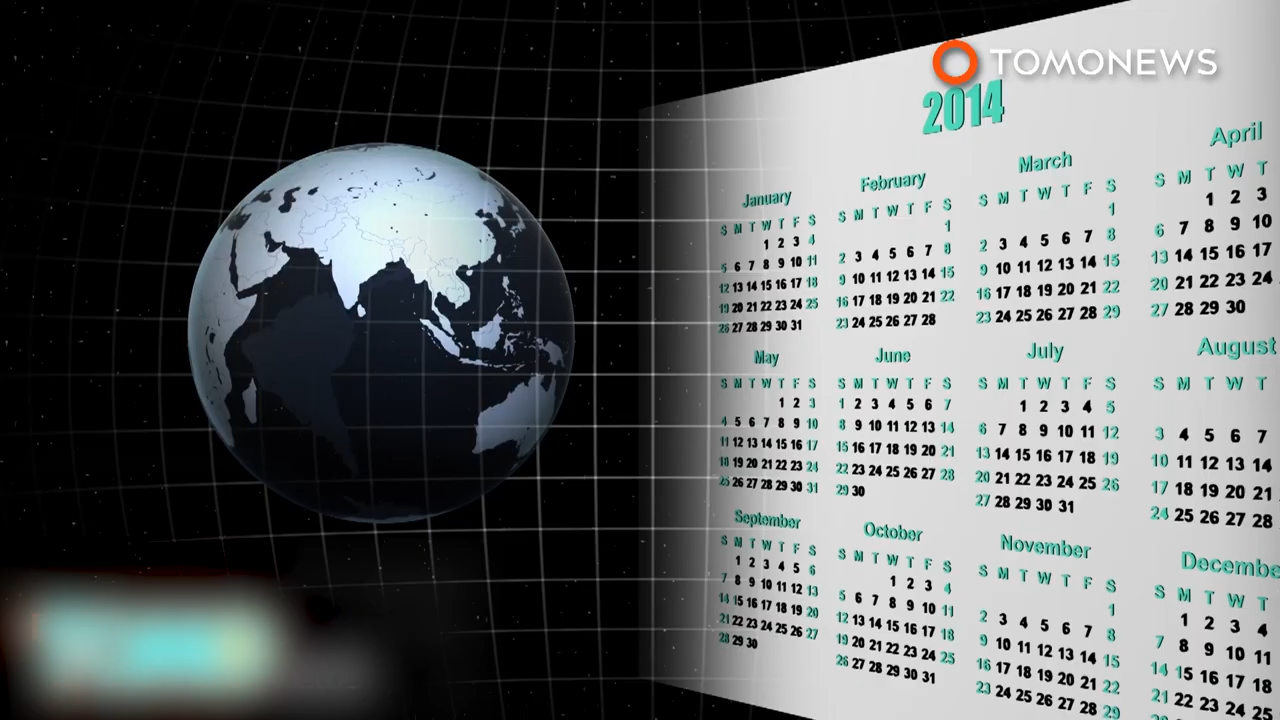 TOMONEWS
2014
January
S M T W T F S
1 2 3 4
5 6 7 8 9 10 11
12 13 14 15 16 17 18
19 20 21 22 23 24 25
26 27 28 29 30 31
February
S M T W T F S
1
2 3 4 5 6 7 8
9 10 11 12 13 14 15
16 17 18 19 20 21 22
23 24 25 26 27 28
March
S M T W T F S
1
2 3 4 5 6 7 8
9 10 11 12 13 14 15
16 17 18 19 20 21 22
23 24 25 26 27 28 29
April
S M T W T
1 2 3
6 7 8 9 10
13 14 15 16 17
20 21 22 23 24
27 28 29 30
May
S M T W T F S
1 2 3
4 5 6 7 8 9 10
11 12 13 14 15 16 17
18 19 20 21 22 23 24
25 26 27 28 29 30 31
June
S M T W T F S
1 2 3 4 5 6 7
8 9 10 11 12 13 14
15 16 17 18 19 20 21
22 23 24 25 26 27 28
29 30
July
S M T W T F S
1 2 3 4 5
6 7 8 9 10 11 12
13 14 15 16 17 18 19
20 21 22 23 24 25 26
27 28 29 30 31
August
S M T W T
3 4 5 6 7
10 11 12 13 14
17 18 19 20 21
24 25 26 27 28
September
S M T W T F S
1 2 3 4 5 6
7 8 9 10 11 12 13
14 15 16 17 18 19 20
21 22 23 24 25 26 27
28 29 30
October
S M T W T F S
1 2 3 4
5 6 7 8 9 10 11
12 13 14 15 16 17 18
19 20 21 22 23 24 25
26 27 28 29 30 31
November
S M T W T F S
1
2 3 4 5 6 7 8
9 10 11 12 13 14 15
16 17 18 19 20 21 22
23 24 25 26 27 28 29
Decembe
S M T W T
1 2 3 4
7 8 9 10 11
14 15 16 17 18
21 22 23 24 25